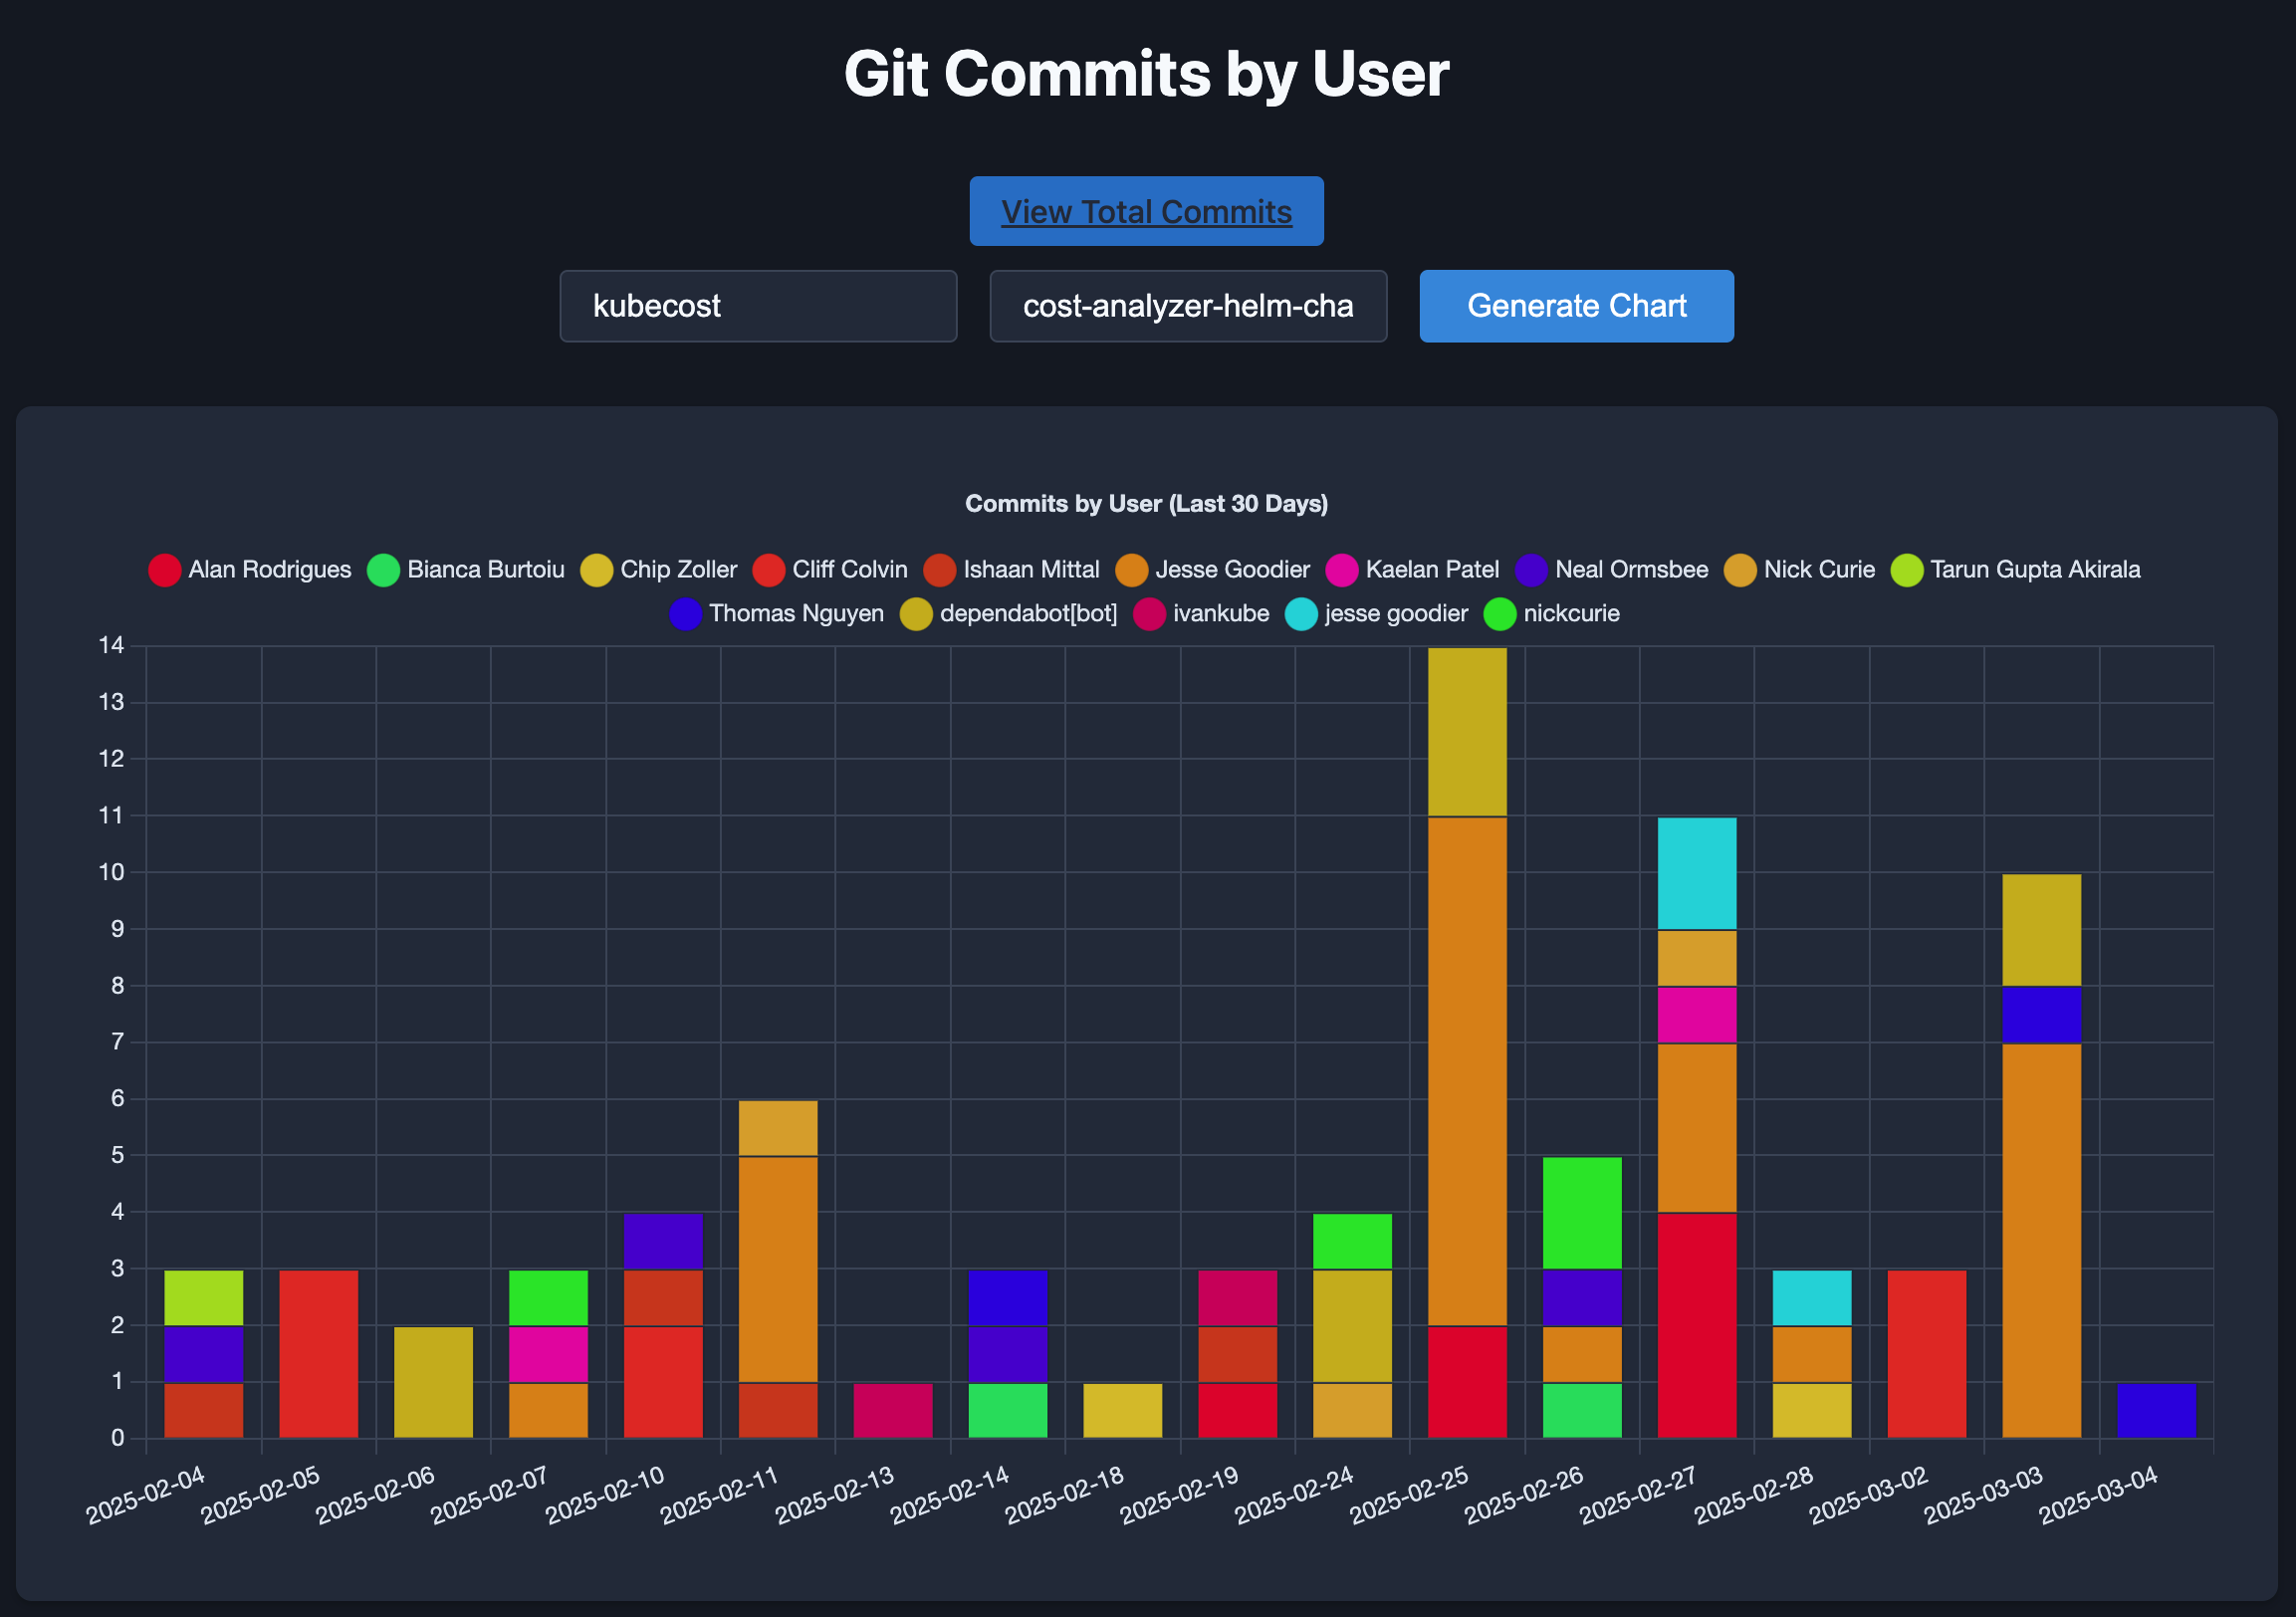 Git Commits by User
View Total Commits
kubecost cost-analyzer-helm-cha Generate Chart
Commits by User (Last 30 Days)
Alan Rodrigues Bianca Burtoiu Chip Zoller Cliff Colvin Ishaan Mittal Jesse Goodier Kaelan Patel Neal Ormsbee Nick Curie Tarun Gupta Akirala
Thomas Nguyen dependabot[bot] ivankube jesse goodier nickcurie
14
13
12
11
10
9
8
7
6
5
4
3
2
1
0
2025-02-04 2025-02-05 2025-02-06 2025-02-07 2025-02-10 2025-02-11 2025-02-13 2025-02-14 2025-02-18 2025-02-19 2025-02-24 2025-02-25 2025-02-26 2025-02-27 2025-02-28 2025-03-02 2025-03-03 2025-03-04